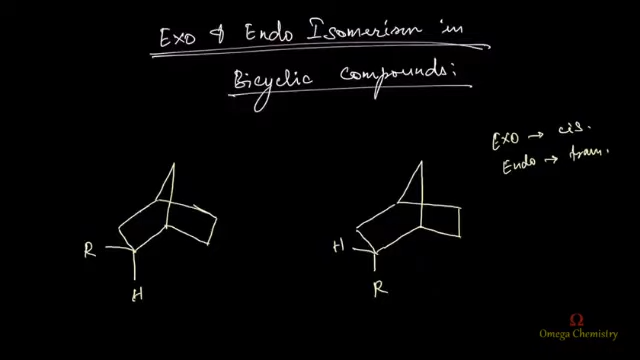 Exo & Endo Isomerism in
Bicyclic Compounds:
Exo → cis.
Endo → tran.
R
H
H
R
Ω
Omega Chemistry